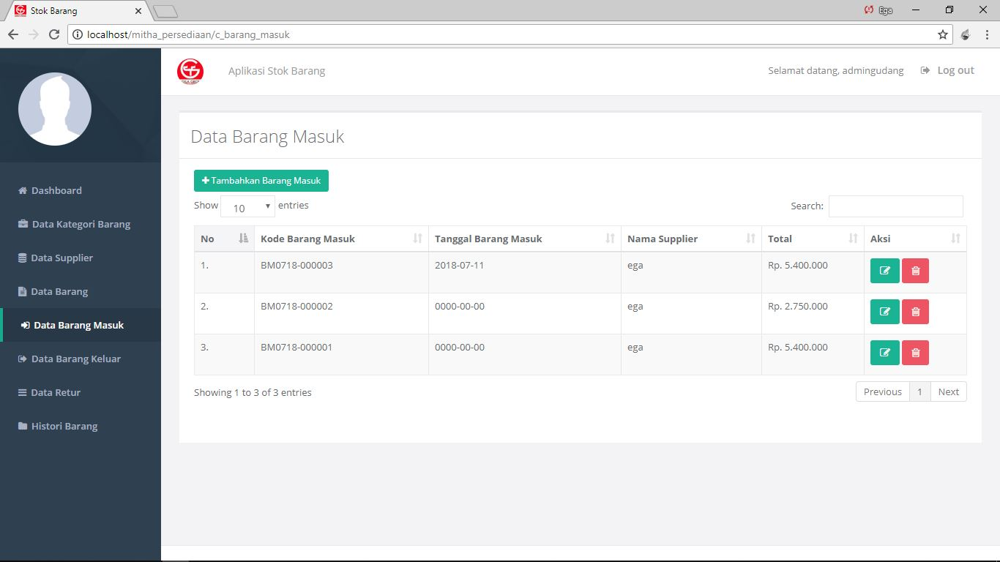 Stok Barang
Ega
localhost/mitha_persediaan/c_barang_masuk
Aplikasi Stok Barang
Selamat datang, admingudang Log out
Dashboard
Data Kategori Barang
Data Supplier
Data Barang
Data Barang Masuk
Data Barang Keluar
Data Retur
Histori Barang
Data Barang Masuk
Tambahkan Barang Masuk
Show 10 entries Search:
No Kode Barang Masuk Tanggal Barang Masuk Nama Supplier Total Aksi
1. BM0718-000003 2018-07-11 ega Rp. 5.400.000
2. BM0718-000002 0000-00-00 ega Rp. 2.750.000
3. BM0718-000001 0000-00-00 ega Rp. 5.400.000
Showing 1 to 3 of 3 entries Previous 1 Next